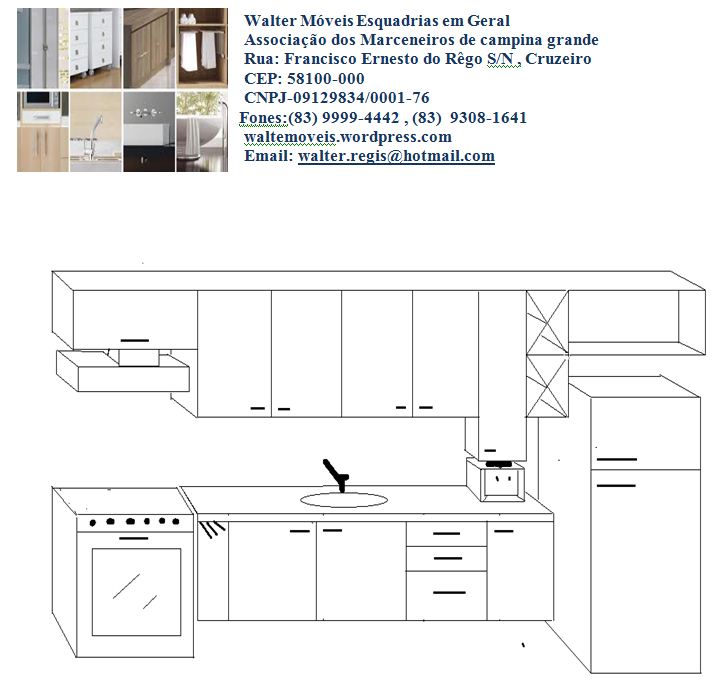 Walter Móveis Esquadrias em Geral
Associação dos Marceneiros de campina grande
Rua: Francisco Ernesto do Rêgo S/N , Cruzeiro
CEP: 58100-000
CNPJ-09129834/0001-76
Fones:(83) 9999-4442 , (83) 9308-1641
waltemoveis.wordpress.com
Email: walter.regis@hotmail.com